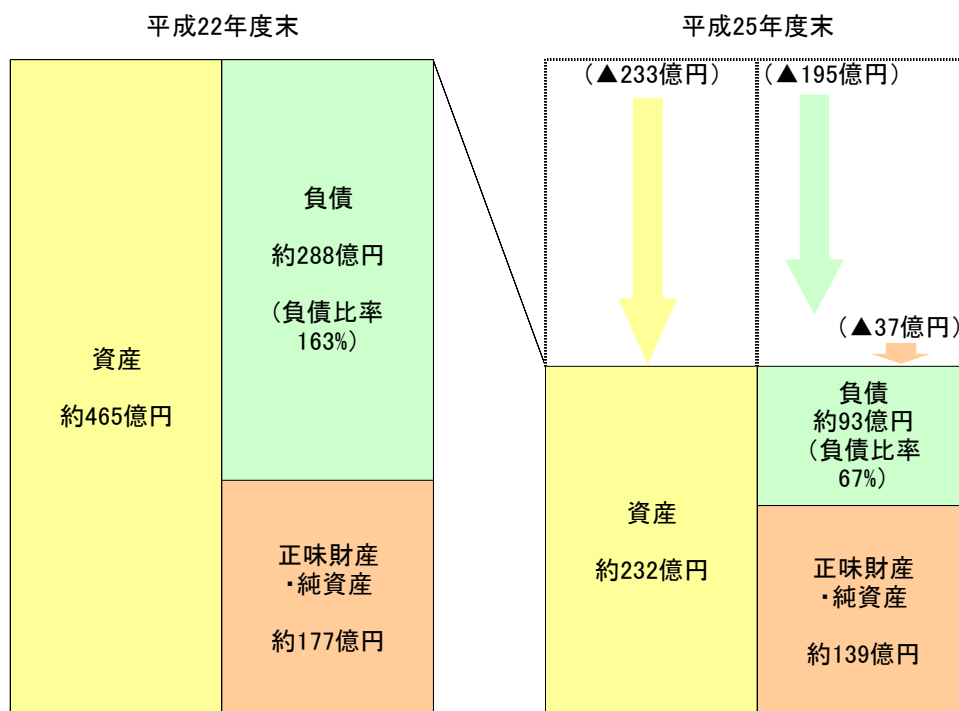 平成22年度末
資産
約465億円
負債
約288億円
(負債比率
163%)
正味財産
・純資産
約177億円
平成25年度末
(▲233億円)
(▲195億円)
(▲37億円)
資産
約232億円
負債
約93億円
(負債比率
67%)
正味財産
・純資産
約139億円